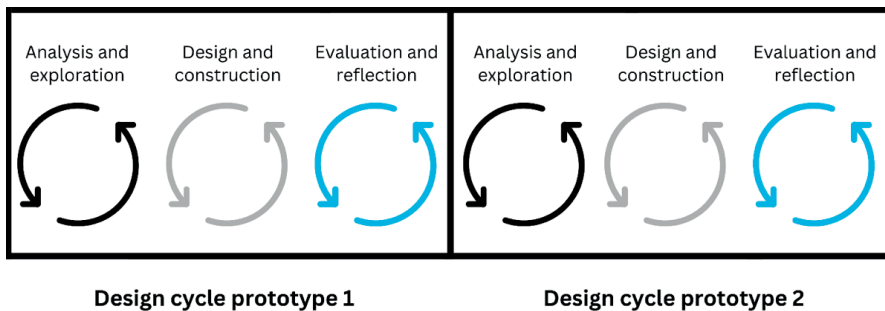 Analysis and
exploration
Design and
construction
Evaluation and
reflection
Analysis and
exploration
Design and
construction
Evaluation and
reflection
Design cycle prototype 1
Design cycle prototype 2